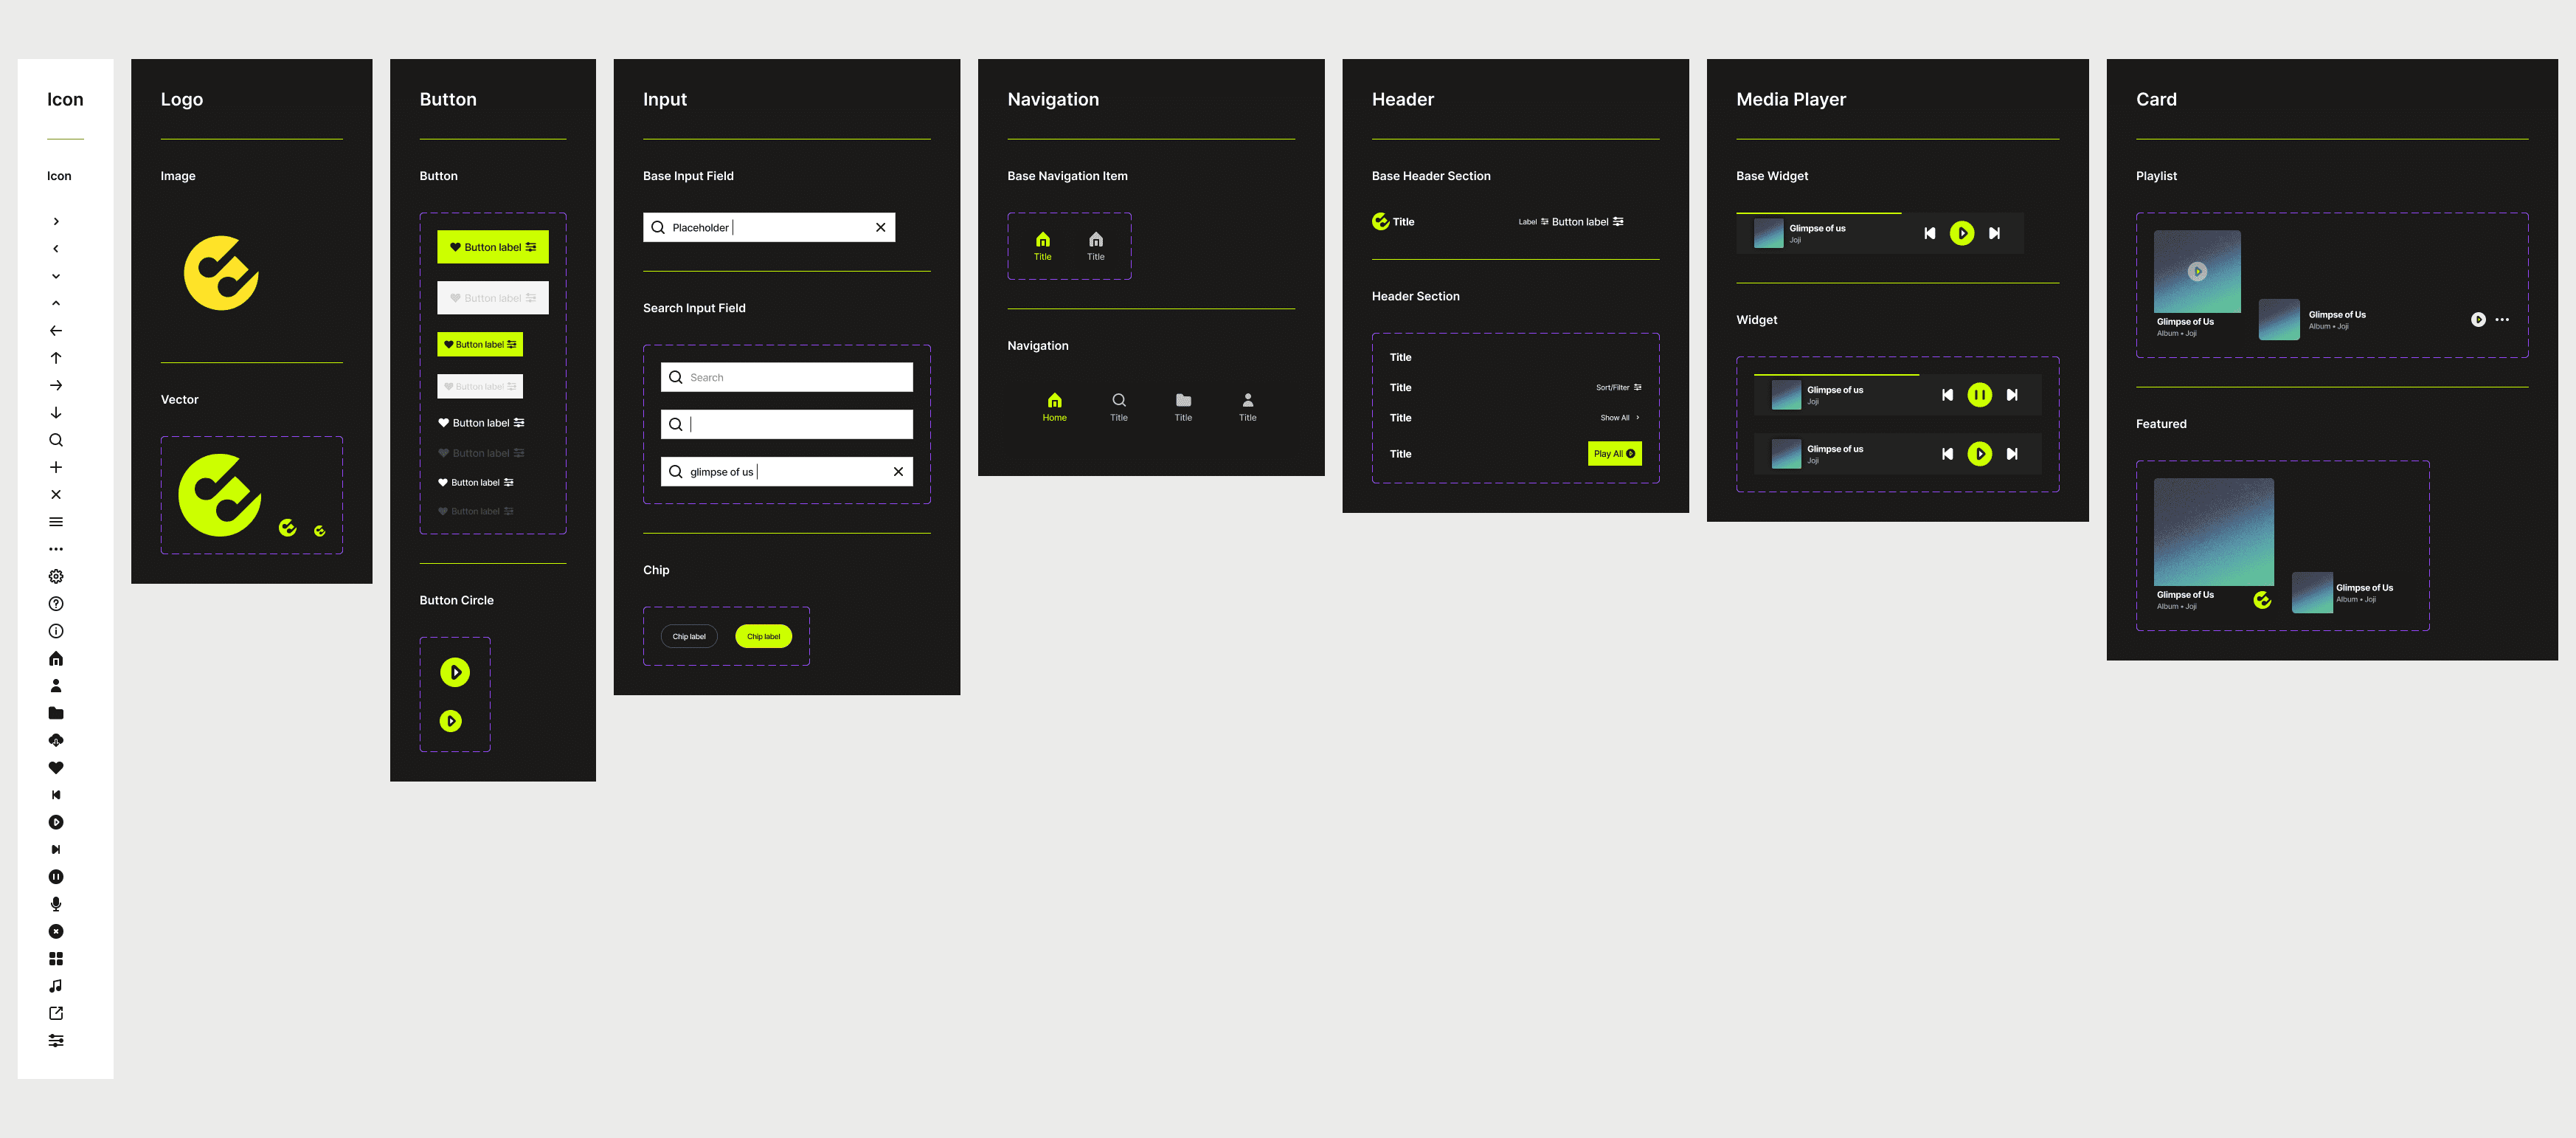 Icon
Icon
Logo
Image
Vector
Button
Button
Button label
Button label
Button label
Button label
Button label
Button label
Button label
Button label
Button Circle
Input
Base Input Field
Placeholder
Search Input Field
Search
glimpse of us
Chip
Chip label
Chip label
Navigation
Base Navigation Item
Title
Title
Navigation
Home
Title
Title
Title
Header
Base Header Section
Title
Label
Button label
Header Section
Title
Title
Sort/Filter
Title
Show All
Title
Play All
Media Player
Base Widget
Glimpse of us
Joji
Widget
Glimpse of us
Joji
Glimpse of us
Joji
Card
Playlist
Glimpse of Us
Album • Joji
Glimpse of Us
Album • Joji
Featured
Glimpse of Us
Album • Joji
Glimpse of Us
Album • Joji